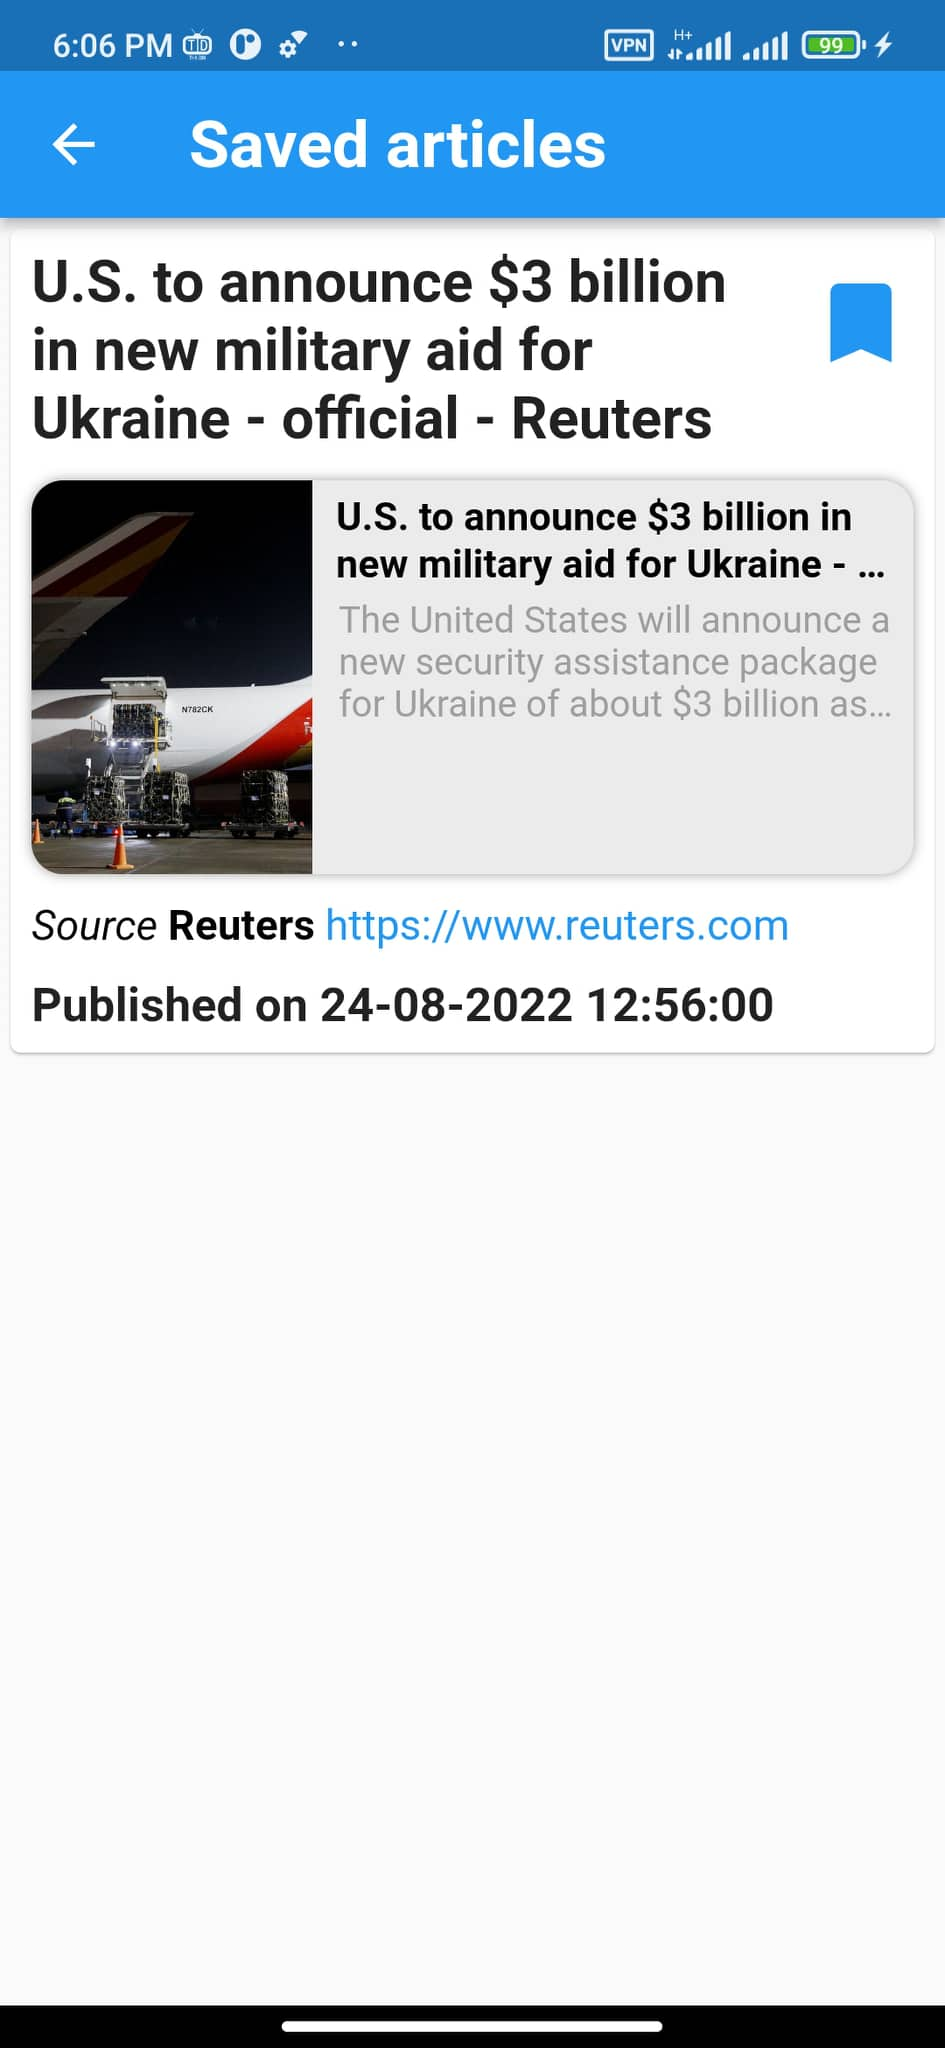 6:06 PM
VPN
H+
99
Saved articles
U.S. to announce $3 billion
in new military aid for
Ukraine - official - Reuters
U.S. to announce $3 billion in
new military aid for Ukraine - ...
The United States will announce a
new security assistance package
for Ukraine of about $3 billion as...
N782CK
Source Reuters https://www.reuters.com
Published on 24-08-2022 12:56:00